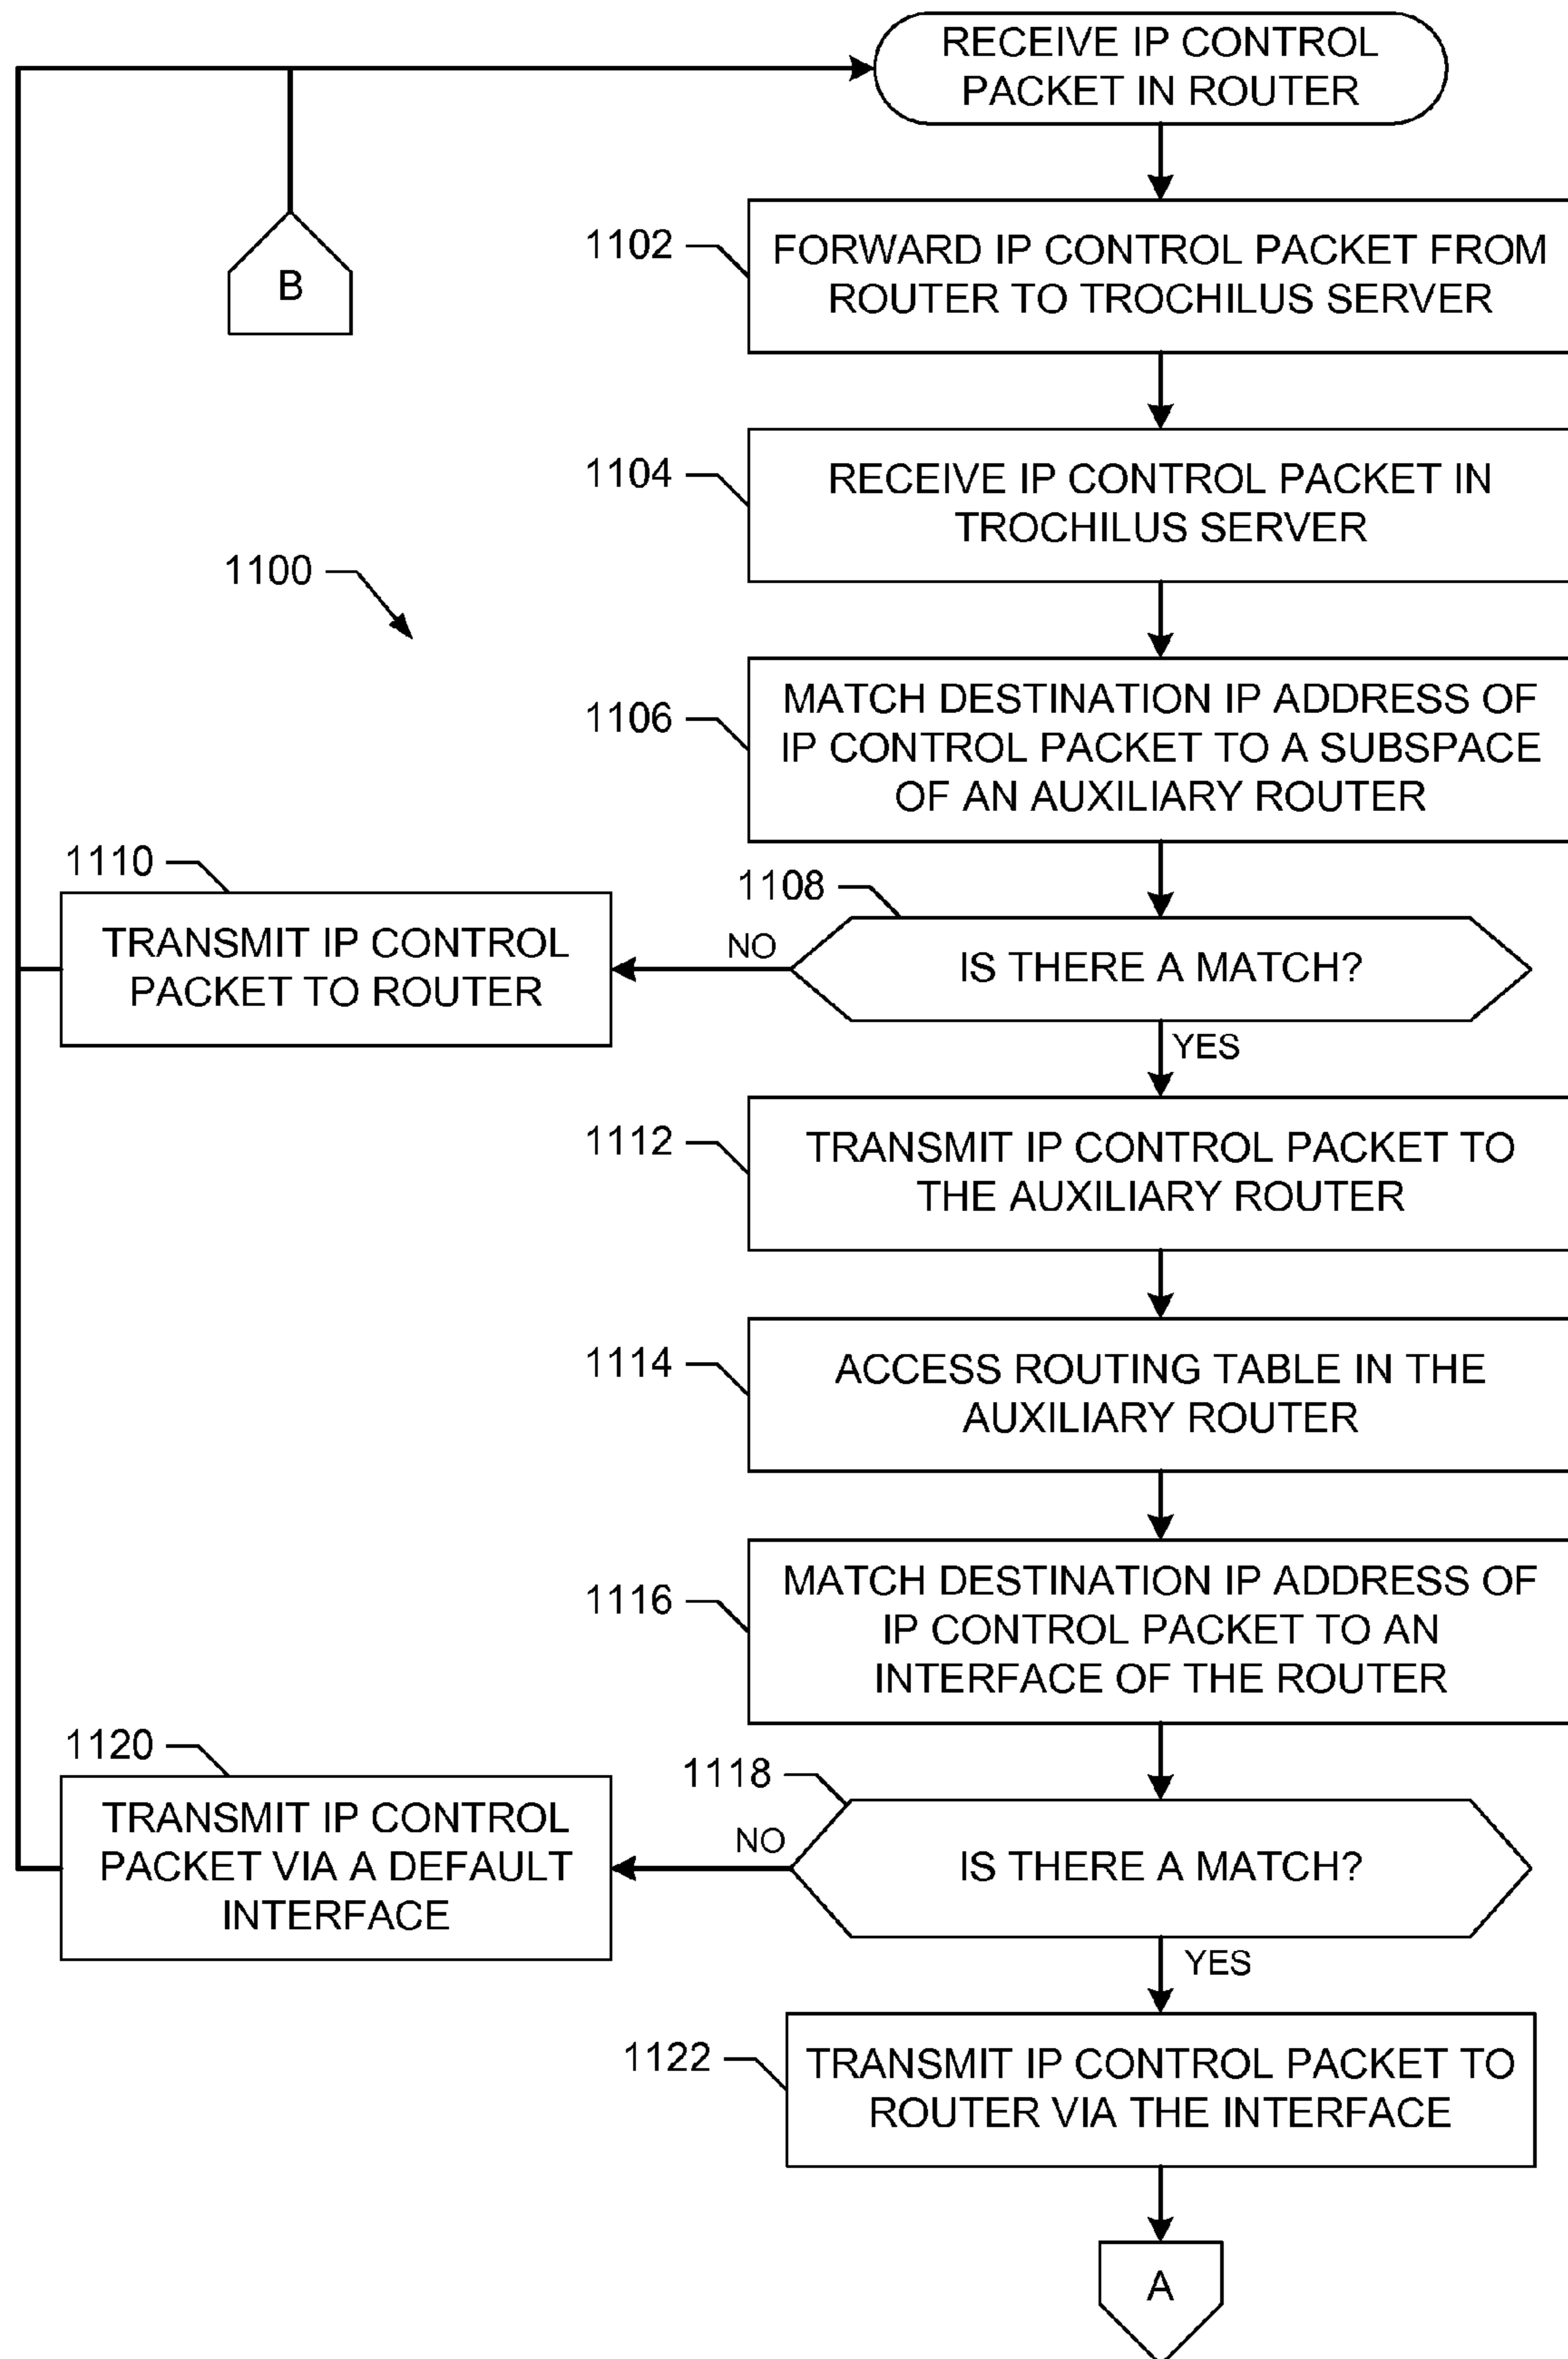 RECEIVE IP CONTROL
PACKET IN ROUTER
B
1102
FORWARD IP CONTROL PACKET FROM
ROUTER TO TROCHILUS SERVER
1104
RECEIVE IP CONTROL PACKET IN
TROCHILUS SERVER
1100
1106
MATCH DESTINATION IP ADDRESS OF
IP CONTROL PACKET TO A SUBSPACE
OF AN AUXILIARY ROUTER
1110
TRANSMIT IP CONTROL
PACKET TO ROUTER
1108
NO
IS THERE A MATCH?
YES
1112
TRANSMIT IP CONTROL PACKET TO
THE AUXILIARY ROUTER
1114
ACCESS ROUTING TABLE IN THE
AUXILIARY ROUTER
1116
MATCH DESTINATION IP ADDRESS OF
IP CONTROL PACKET TO AN
INTERFACE OF THE ROUTER
1120
TRANSMIT IP CONTROL
PACKET VIA A DEFAULT
INTERFACE
1118
NO
IS THERE A MATCH?
YES
1122
TRANSMIT IP CONTROL PACKET TO
ROUTER VIA THE INTERFACE
A